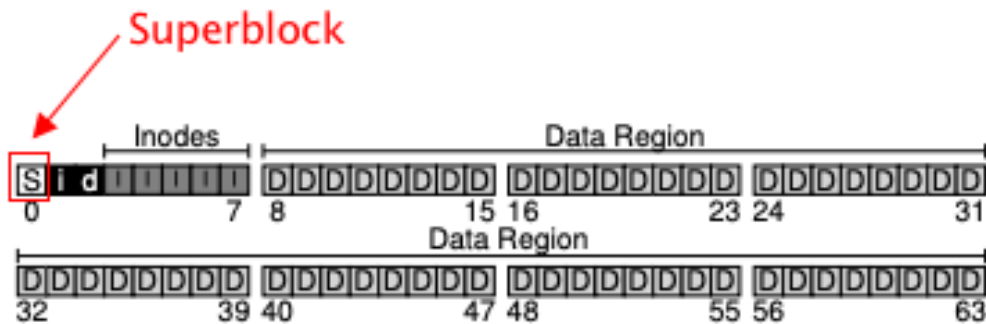 Superblock
Inodes Data Region
S i d I I I I I D D D D D D D D D D D D D D D D D D D D D D D D
0 7 8 15 16 23 24 31
Data Region
D D D D D D D D D D D D D D D D D D D D D D D D D D D D D D D D
32 39 40 47 48 55 56 63